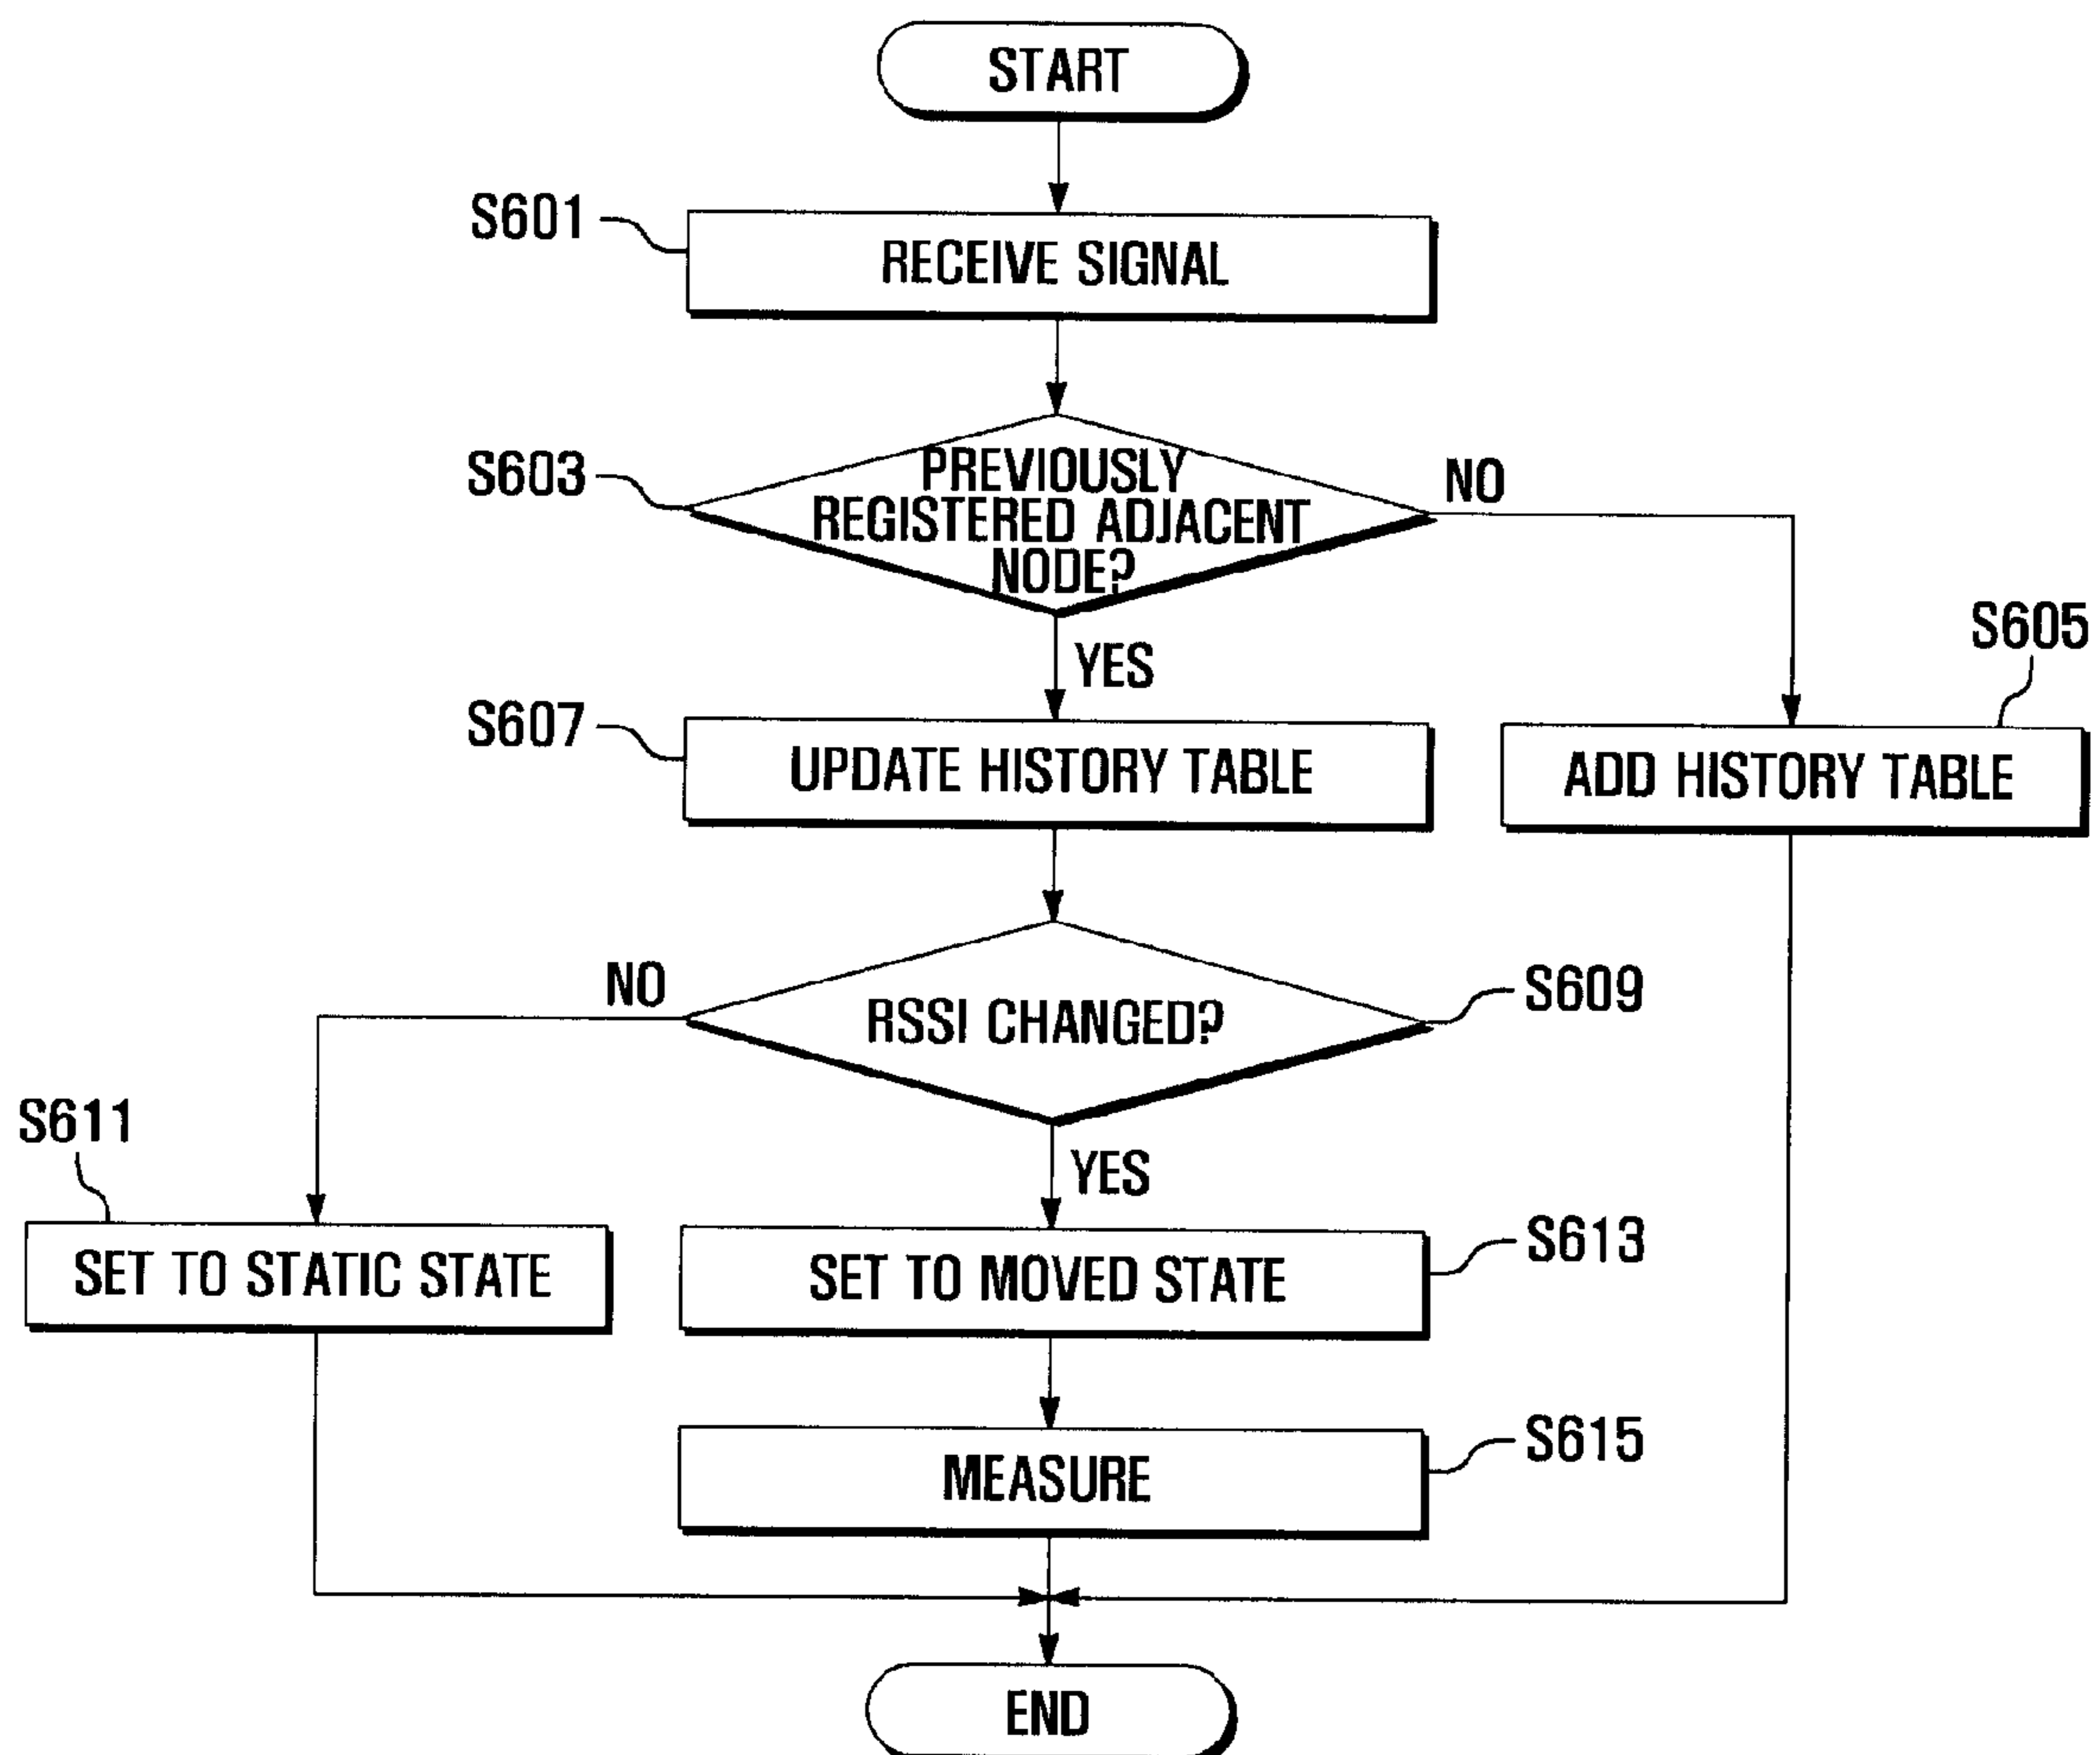 START
S601
RECEIVE SIGNAL
S603
PREVIOUSLY
REGISTERED ADJACENT
NODE?
NO
YES
S605
S607
UPDATE HISTORY TABLE
ADD HISTORY TABLE
NO
RSSI CHANGED?
S609
YES
S611
SET TO STATIC STATE
SET TO MOVED STATE
S613
MEASURE
S615
END